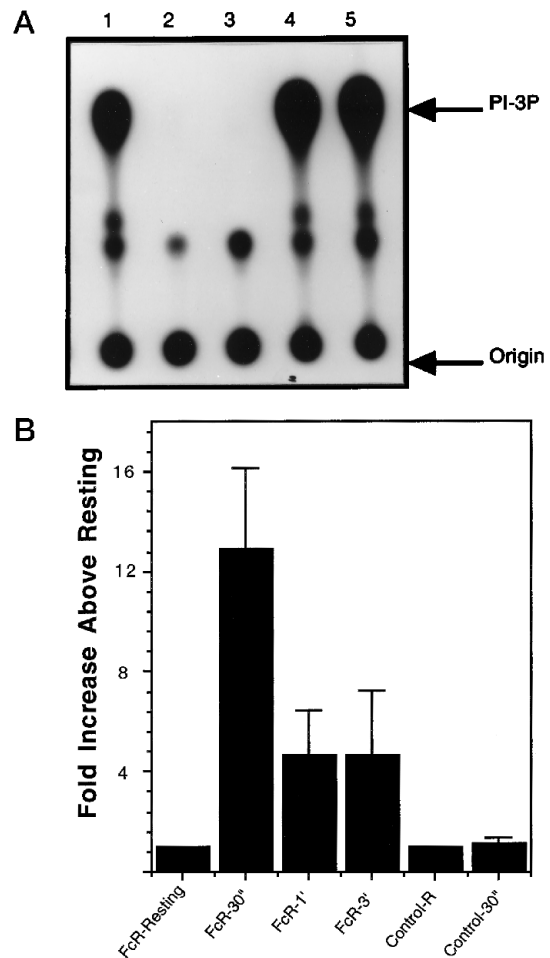 A
1 2 3 4 5
PI-3P
Origin
B
Fold Increase Above Resting
16
12
8
4
FcR-Resting
FcR-30"
FcR-1'
FcR-3'
Control-R
Control-30"